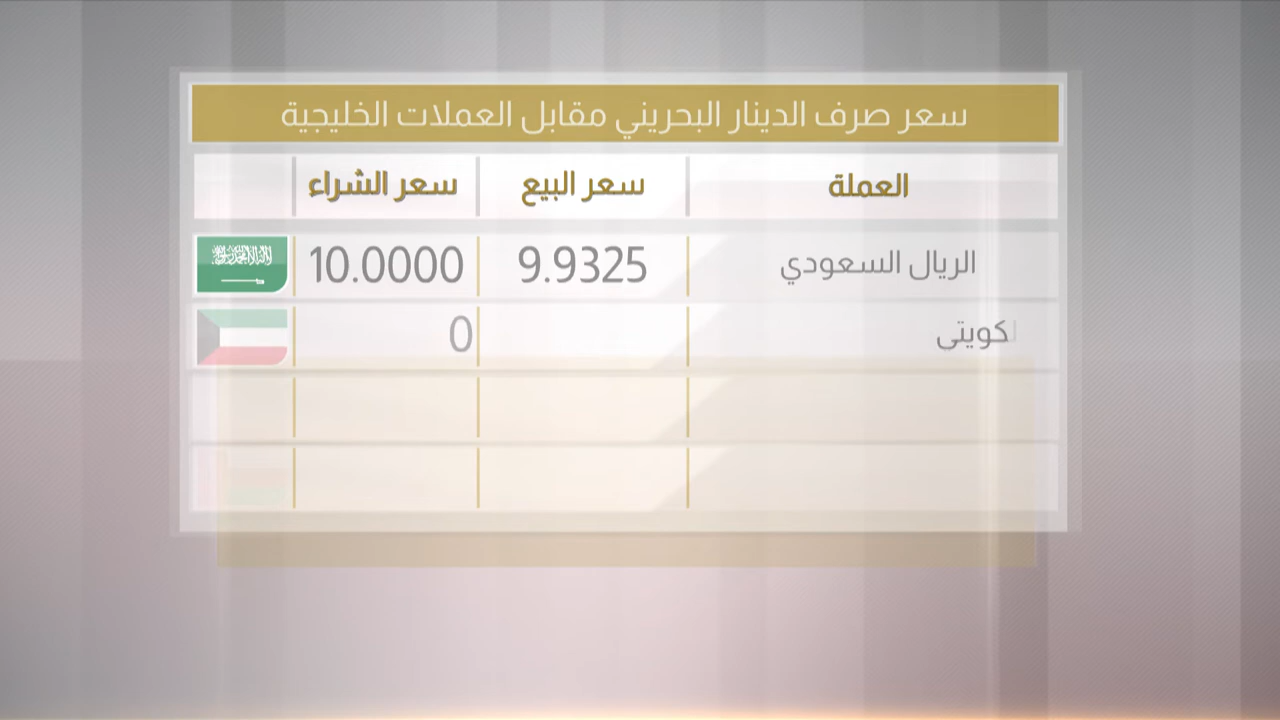 سعر صرف الدينار البحريني مقابل العملات الخليجية
العملة سعر البيع سعر الشراء
الريال السعودي 9.9325 10.0000
كويتى 0